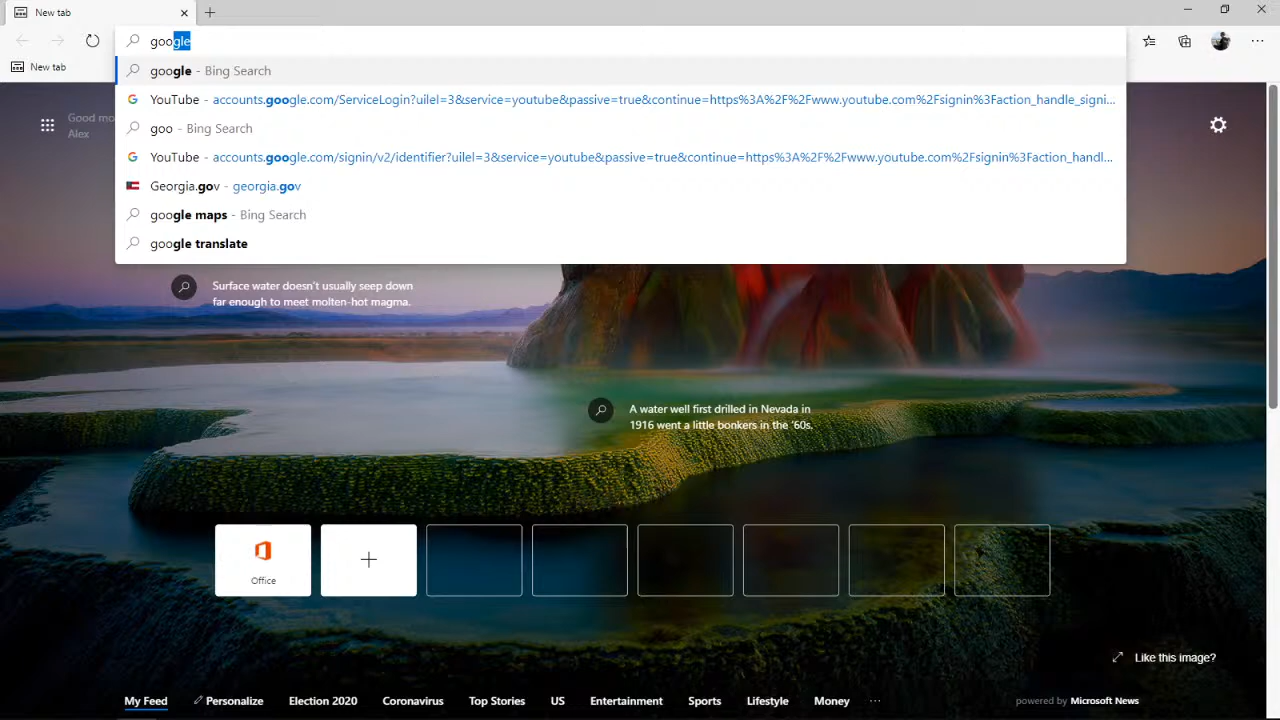 New tab
google
New tab
google - Bing Search
YouTube - accounts.google.com/ServiceLogin?uilel=3&service=youtube&passive=true&continue=https%3A%2F%2Fwww.youtube.com%2Fsignin%3Faction_handle_signi...
goo - Bing Search
YouTube - accounts.google.com/signin/v2/identifier?uilel=3&service=youtube&passive=true&continue=https%3A%2F%2Fwww.youtube.com%2Fsignin%3Faction_handl...
Georgia.gov - georgia.gov
google maps - Bing Search
google translate
Good mo
Alex
Surface water doesn't usually seep down
far enough to meet molten-hot magma.
A water well first drilled in Nevada in
1916 went a little bonkers in the '60s.
Office
Like this image?
My Feed Personalize Election 2020 Coronavirus Top Stories US Entertainment Sports Lifestyle Money ... powered by Microsoft News